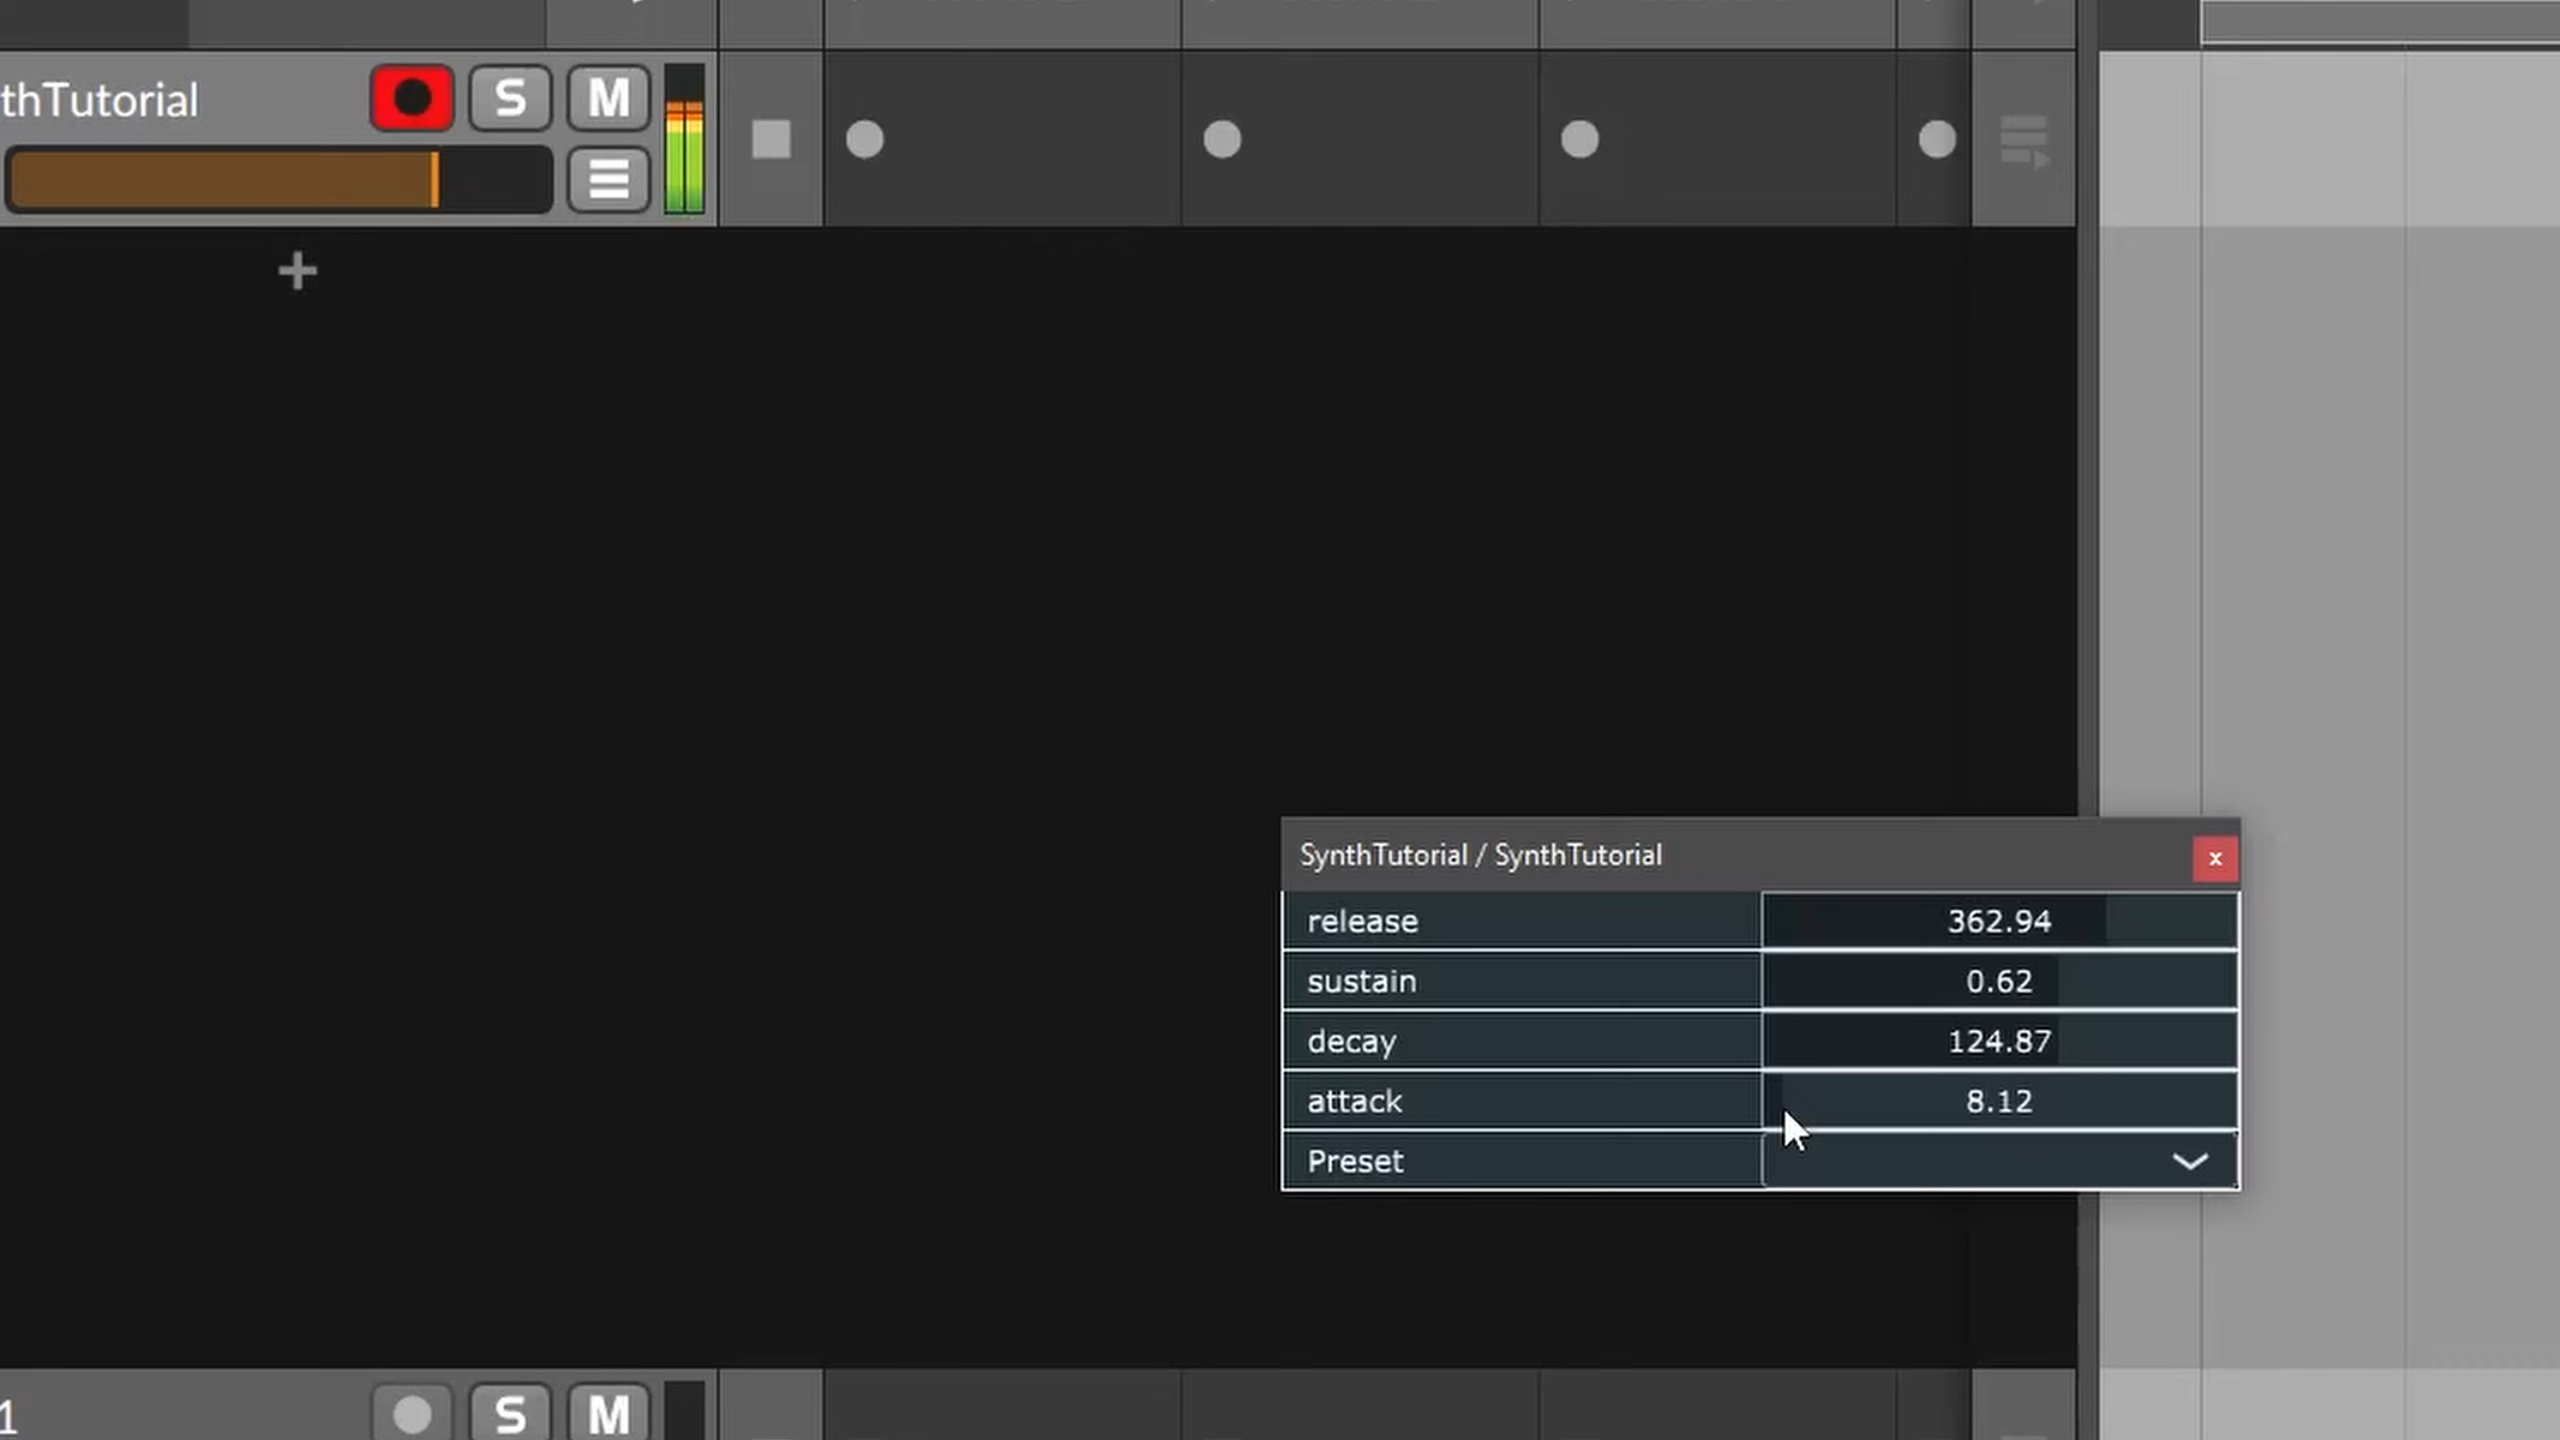 thTutorial
S
M
SynthTutorial / SynthTutorial
x
release 362.94
sustain 0.62
decay 124.87
attack 8.12
Preset
1
S
M